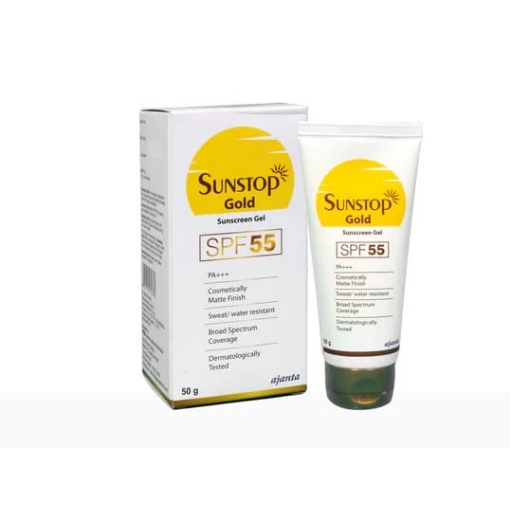 SUNSTOP
Gold
Sunscreen Gel
SPF 55
PA+++
Cosmetically
Matte Finish
Sweat/ water resistant
Broad Spectrum
Coverage
Dermatologically
Tested
50 g
ajanta
SUNSTOP
Gold
Sunscreen Gel
SPF 55
PA+++
Cosmetically
Matte Finish
Sweat/ water resistant
Broad Spectrum
Coverage
Dermatologically
Tested
ajanta